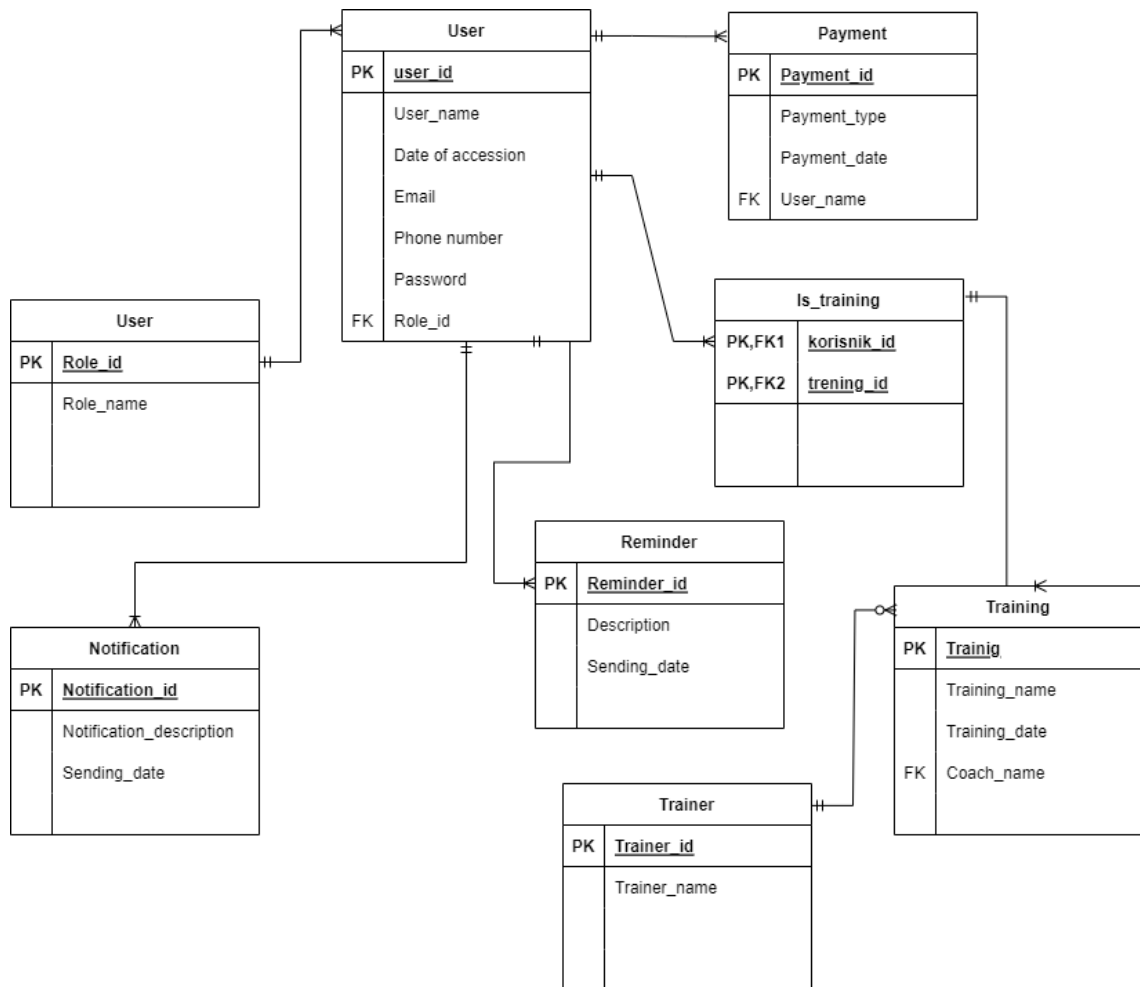 User
PK user_id
User_name
Date of accession
Email
Phone number
Password
FK Role_id
Payment
PK Payment_id
Payment_type
Payment_date
FK User_name
User
PK Role_id
Role_name
Is_training
PK,FK1 korisnik_id
PK,FK2 trening_id
Reminder
PK Reminder_id
Description
Sending_date
Training
PK Trainig
Training_name
Training_date
FK Coach_name
Notification
PK Notification_id
Notification_description
Sending_date
Trainer
PK Trainer_id
Trainer_name